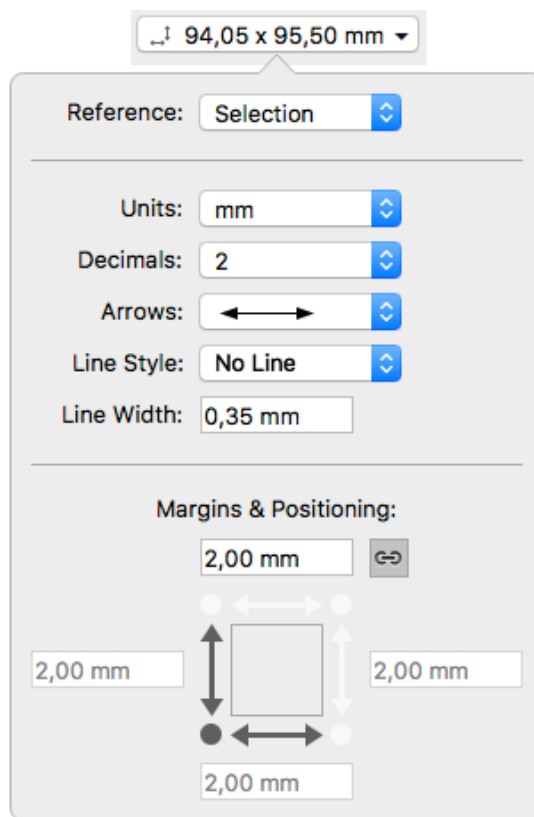 94,05 x 95,50 mm
Reference: Selection
Units: mm
Decimals: 2
Arrows:
Line Style: No Line
Line Width: 0,35 mm
Margins & Positioning:
2,00 mm
2,00 mm 2,00 mm
2,00 mm